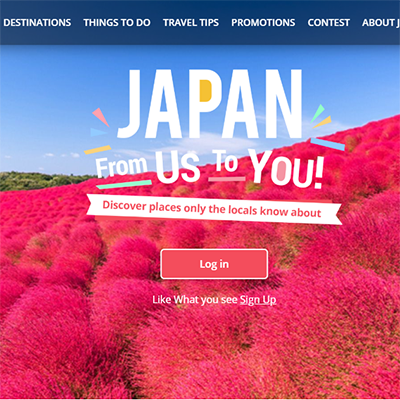 DESTINATIONS THINGS TO DO TRAVEL TIPS PROMOTIONS CONTEST ABOUT J
JAPAN
From US To YOU!
Discover places only the locals know about
Log in
Like What you see Sign Up